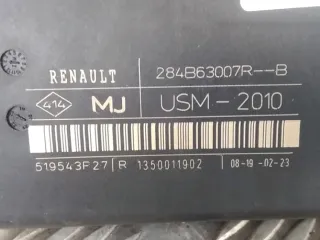 RENAULT 284B63007R--B
414 MJ USM-2010
519543F27 R 1350011902 08-19-02-23